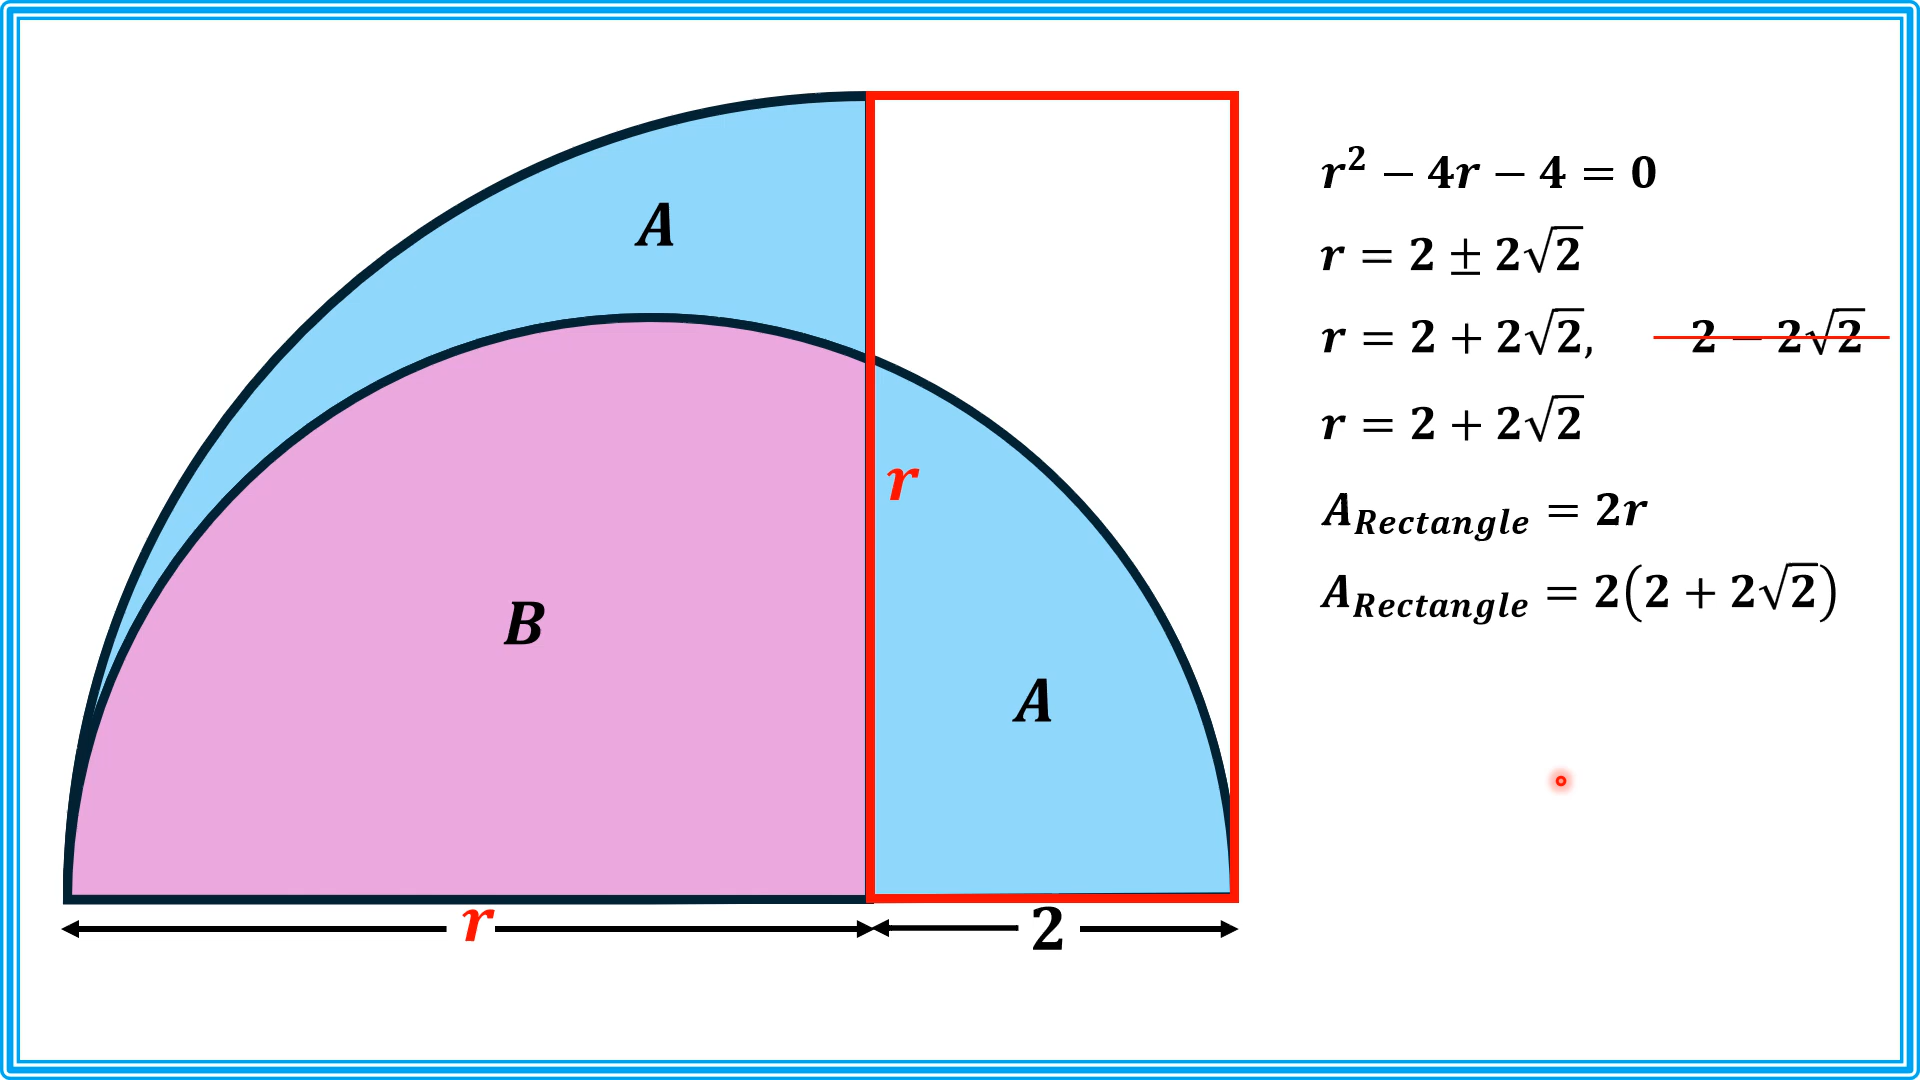 A
B
A
r
r
2
r² − 4r − 4 = 0
r = 2 ± 2√2
r = 2 + 2√2, 2 − 2√2
r = 2 + 2√2
A_Rectangle = 2r
A_Rectangle = 2(2 + 2√2)